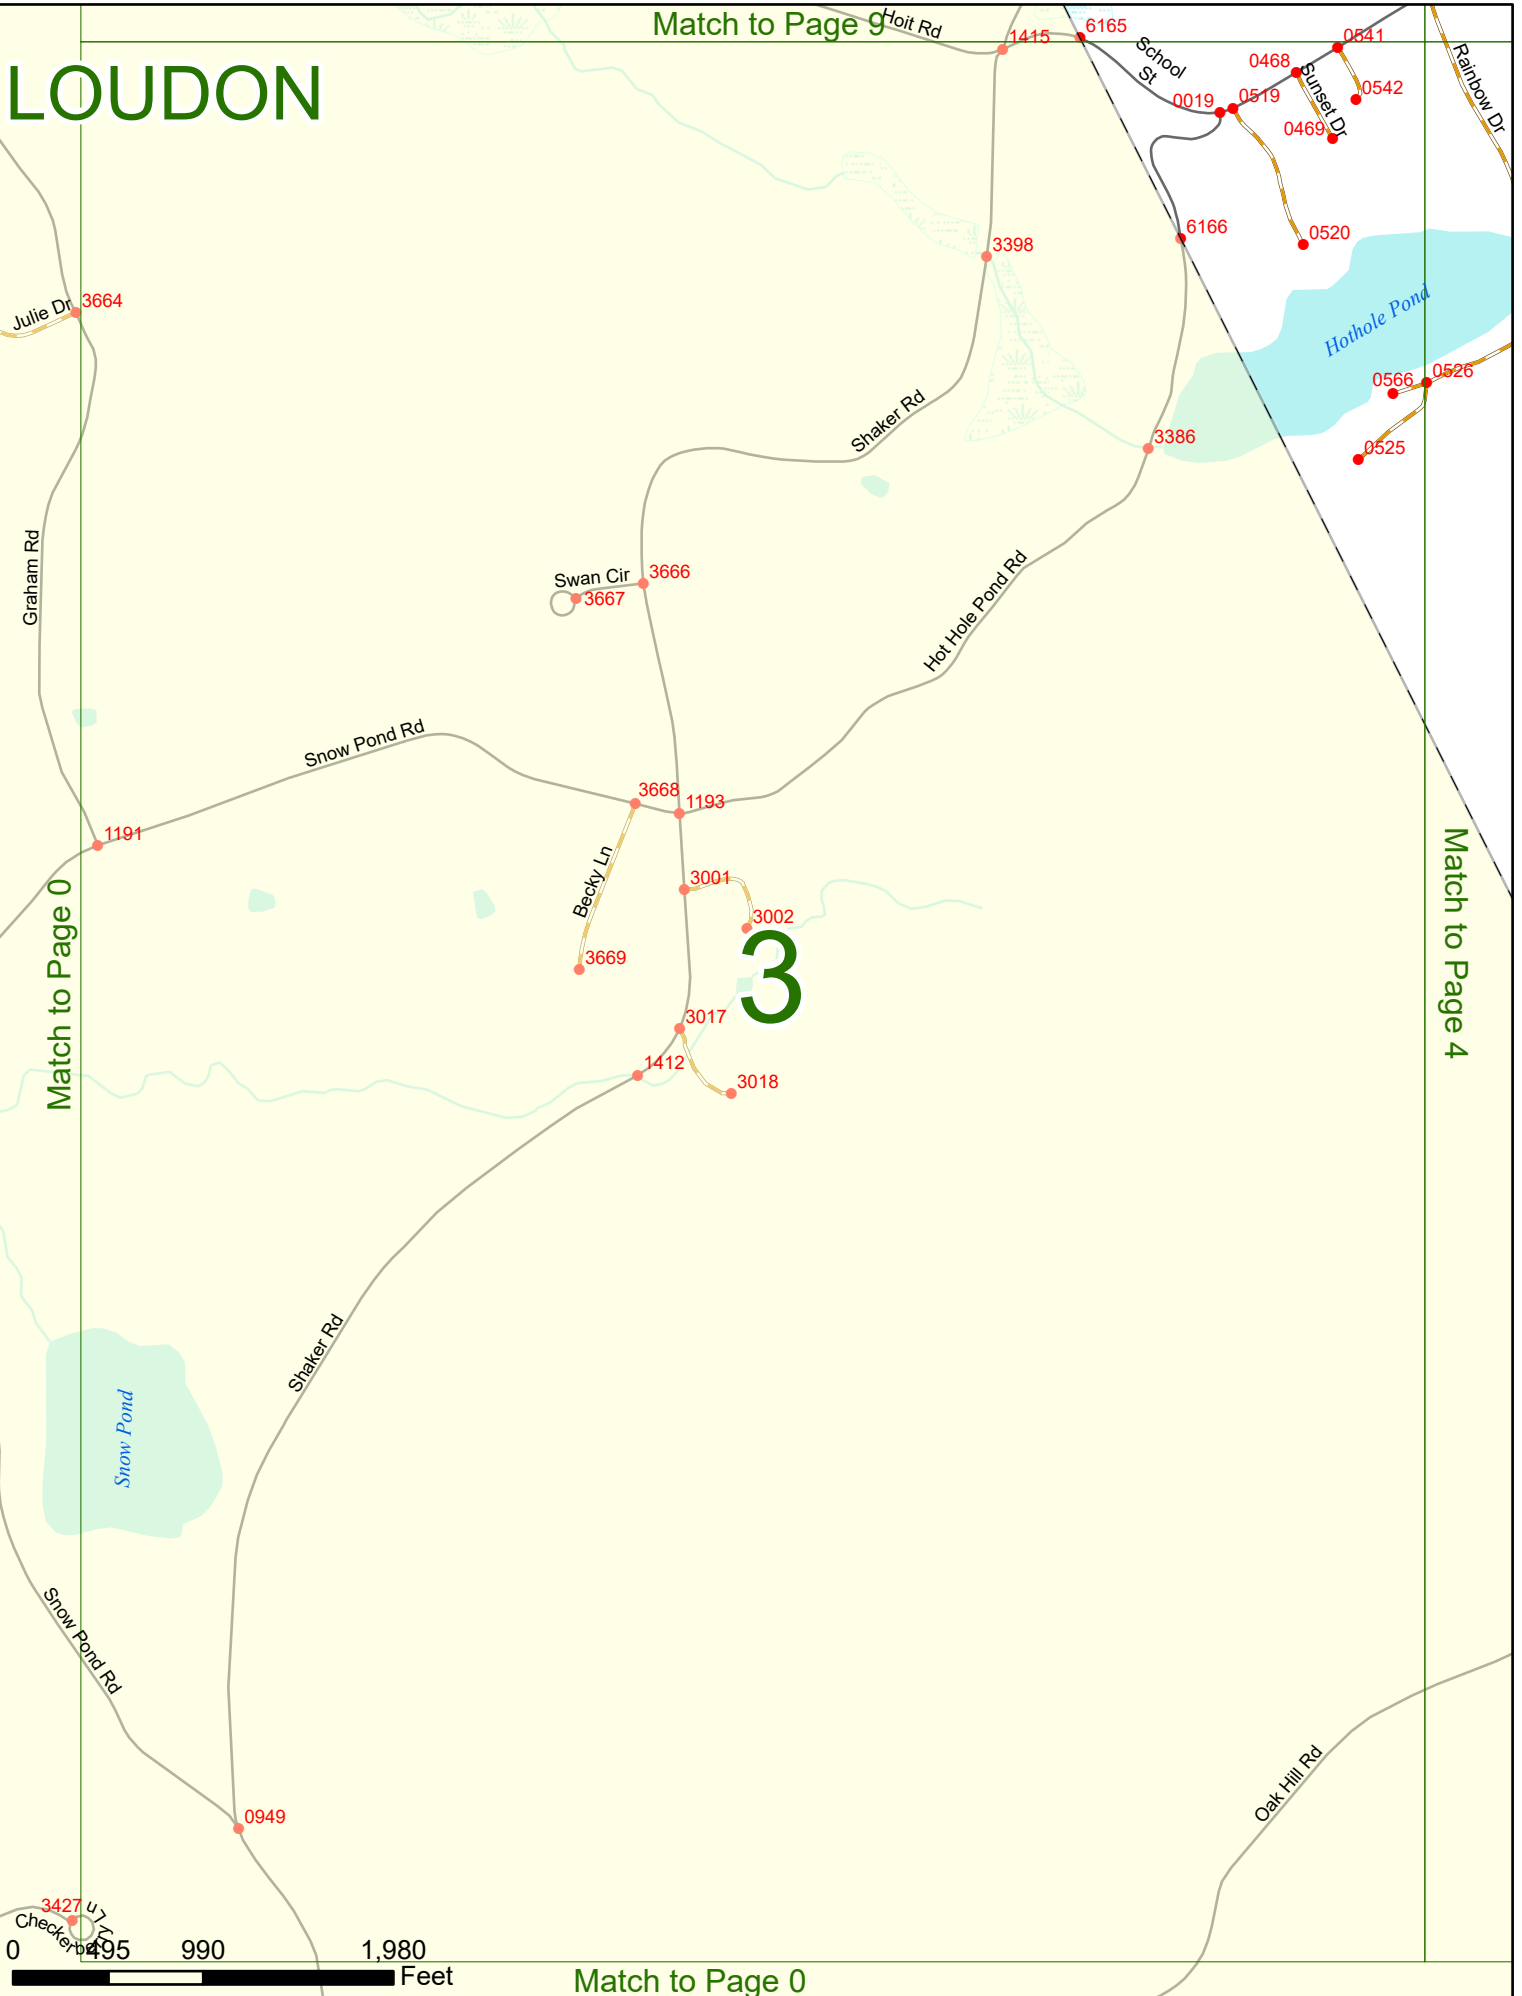 Match to Page 9
Hoit Rd
1415
6165
School
St
0541
0468
Sunset Dr
0542
Rainbow Dr
LOUDON
0019
0519
0469
6166
0520
3398
3664
Julie Dr
Hothole Pond
0566
0526
Shaker Rd
3386
0525
Graham Rd
Swan Cir
3666
3667
Hot Hole Pond Rd
Snow Pond Rd
3668
1193
1191
Becky Ln
3001
3002
3
3669
Match to Page 0
Match to Page 4
3017
1412
3018
Shaker Rd
Snow Pond
Snow Pond Rd
Oak Hill Rd
0949
3427
0
495
990
1,980
Feet
Match to Page 0